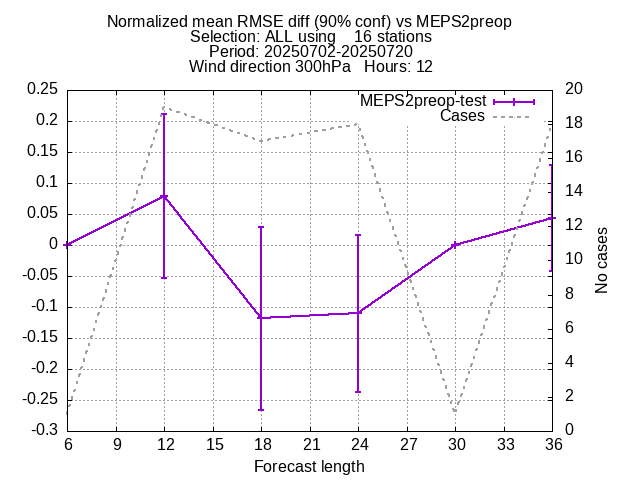 Normalized mean RMSE diff (90% conf) vs MEPS2preop
Selection: ALL using    16 stations
Period: 20250702-20250720
Wind direction 300hPa   Hours: 12
MEPS2preop-test
Cases
0.25
0.2
0.15
0.1
0.05
0
-0.05
-0.1
-0.15
-0.2
-0.25
-0.3
20
18
16
14
12
10
8
6
4
2
0
No cases
6 9 12 15 18 21 24 27 30 33 36
Forecast length